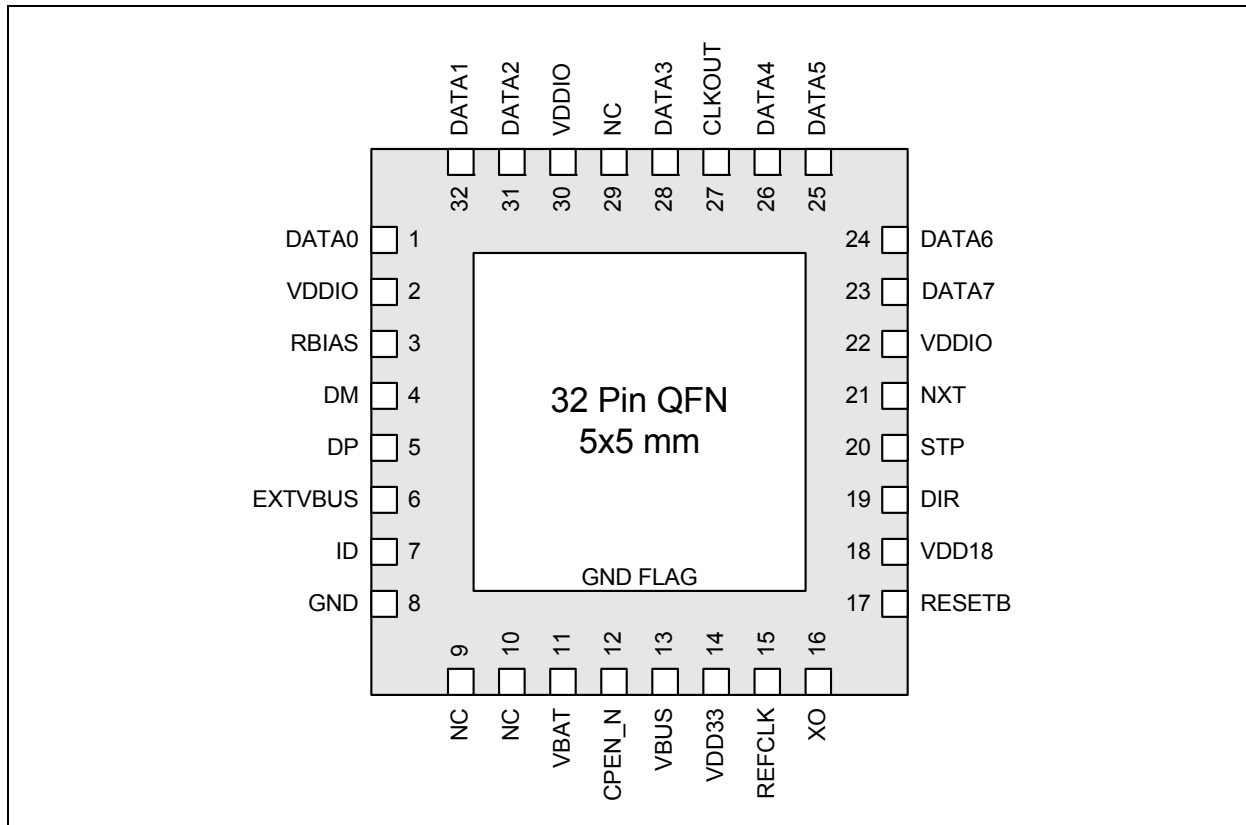 DATA1
DATA2
VDDIO
NC
DATA3
CLKOUT
DATA4
DATA5
32
31
30
29
28
27
26
25
DATA0 1
VDDIO 2
RBIAS 3
DM 4
DP 5
EXTVBUS 6
ID 7
GND 8
24 DATA6
23 DATA7
22 VDDIO
21 NXT
20 STP
19 DIR
18 VDD18
17 RESETB
32 Pin QFN
5x5 mm
GND FLAG
9
10
11
12
13
14
15
16
NC
NC
VBAT
CPEN_N
VBUS
VDD33
REFCLK
XO